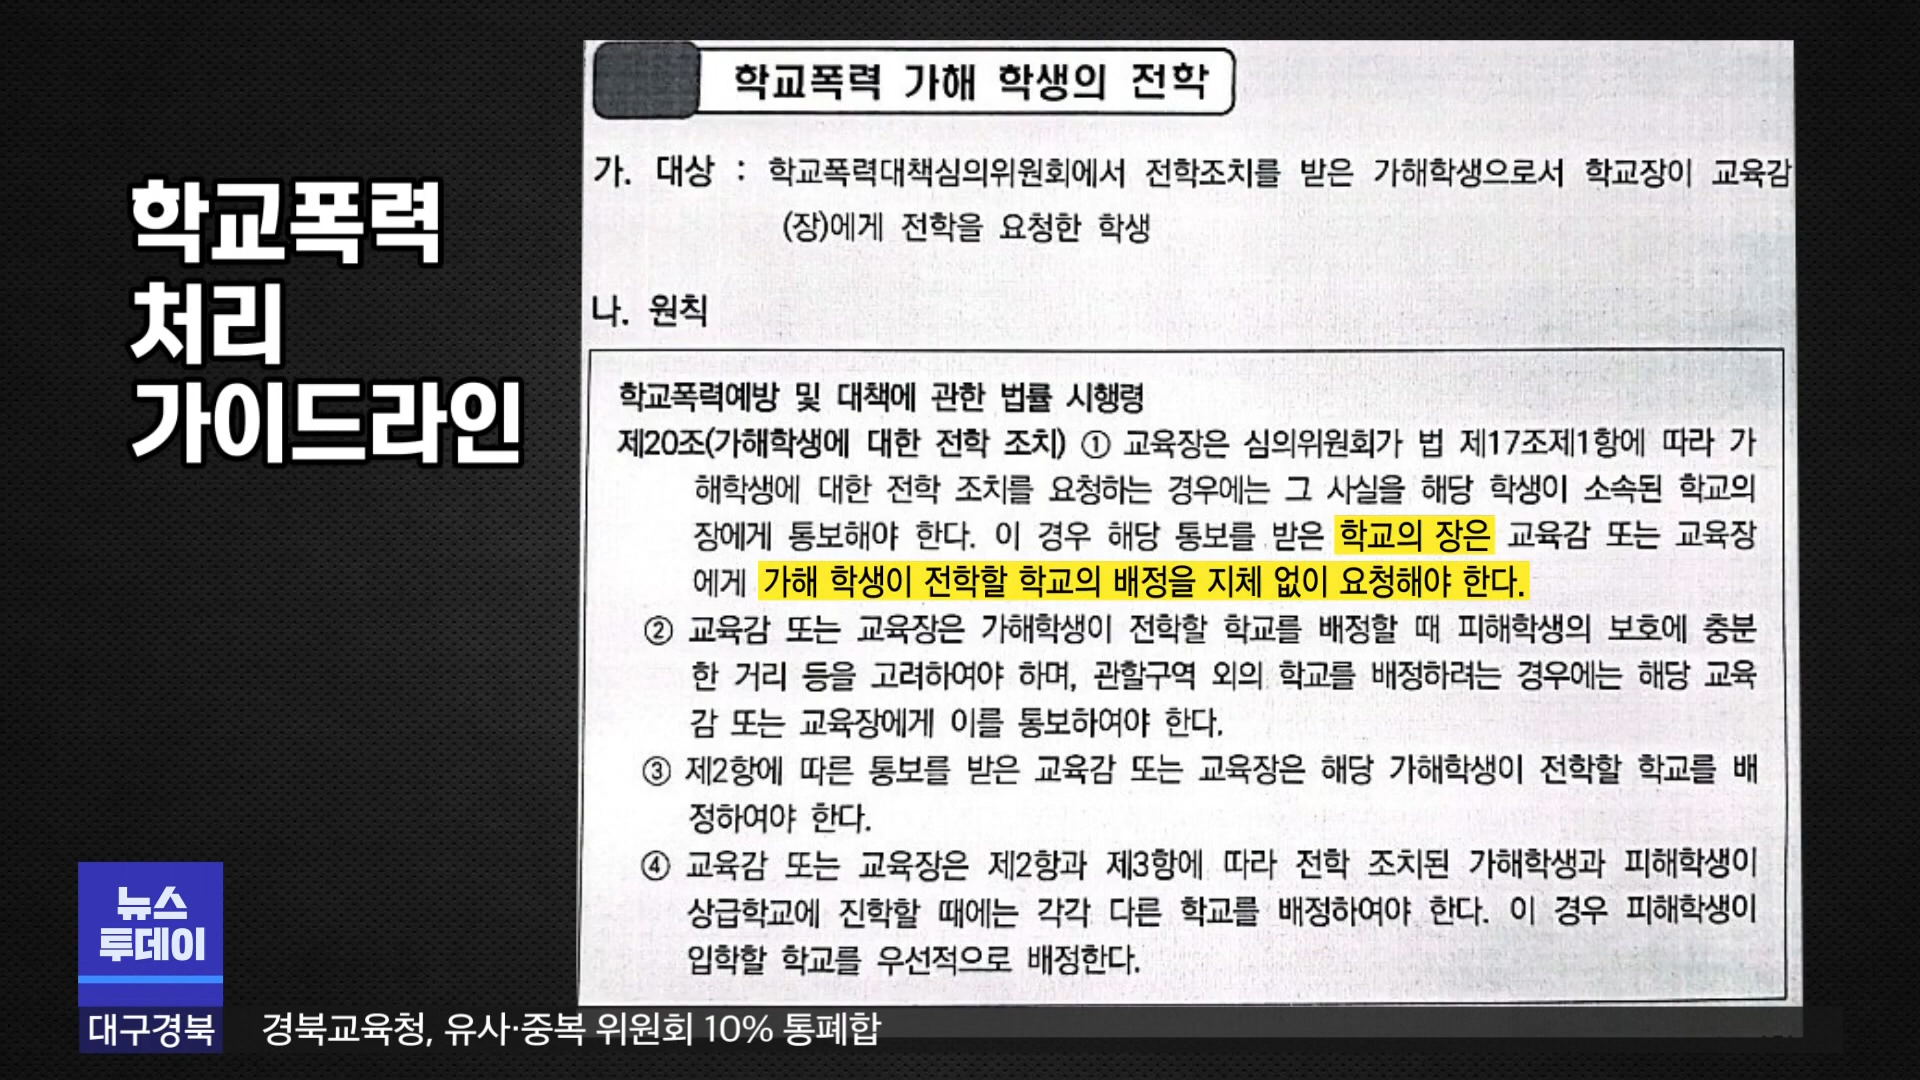 학교폭력
처리
가이드라인
학교폭력 가해 학생의 전학
가. 대상 : 학교폭력대책심의위원회에서 전학조치를 받은 가해학생으로서 학교장이 교육감
(장)에게 전학을 요청한 학생
나. 원칙
학교폭력예방 및 대책에 관한 법률 시행령
제20조(가해학생에 대한 전학 조치) ① 교육장은 심의위원회가 법 제17조제1항에 따라 가
해학생에 대한 전학 조치를 요청하는 경우에는 그 사실을 해당 학생이 소속된 학교의
장에게 통보해야 한다. 이 경우 해당 통보를 받은 학교의 장은 교육감 또는 교육장
에게 가해 학생이 전학할 학교의 배정을 지체 없이 요청해야 한다.
② 교육감 또는 교육장은 가해학생이 전학할 학교를 배정할 때 피해학생의 보호에 충분
한 거리 등을 고려하여야 하며, 관할구역 외의 학교를 배정하려는 경우에는 해당 교육
감 또는 교육장에게 이를 통보하여야 한다.
③ 제2항에 따른 통보를 받은 교육감 또는 교육장은 해당 가해학생이 전학할 학교를 배
정하여야 한다.
④ 교육감 또는 교육장은 제2항과 제3항에 따라 전학 조치된 가해학생과 피해학생이
상급학교에 진학할 때에는 각각 다른 학교를 배정하여야 한다. 이 경우 피해학생이
입학할 학교를 우선적으로 배정한다.
뉴스
투데이
대구경북 경북교육청, 유사·중복 위원회 10% 통폐합